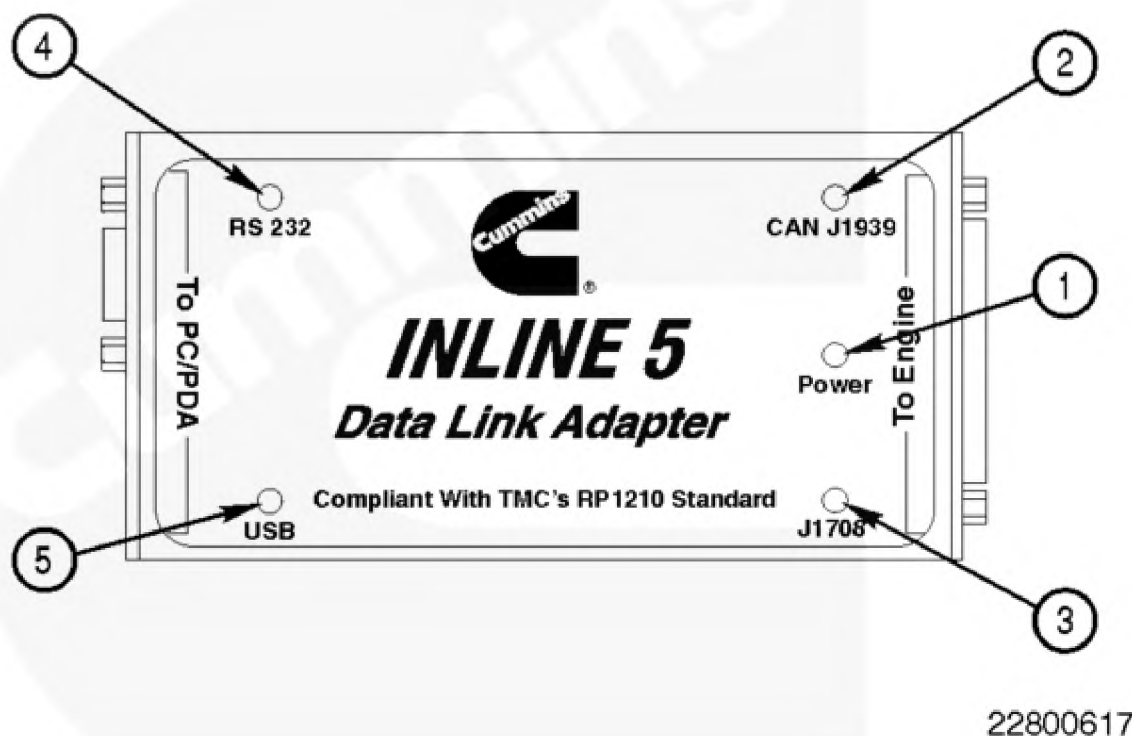 4
2
RS 232
Cummins
CAN J1939
®
1
To PC/PDA
INLINE 5
Power
To Engine
Data Link Adapter
Compliant With TMC's RP1210 Standard
USB
J1708
5
3
22800617
Cummins